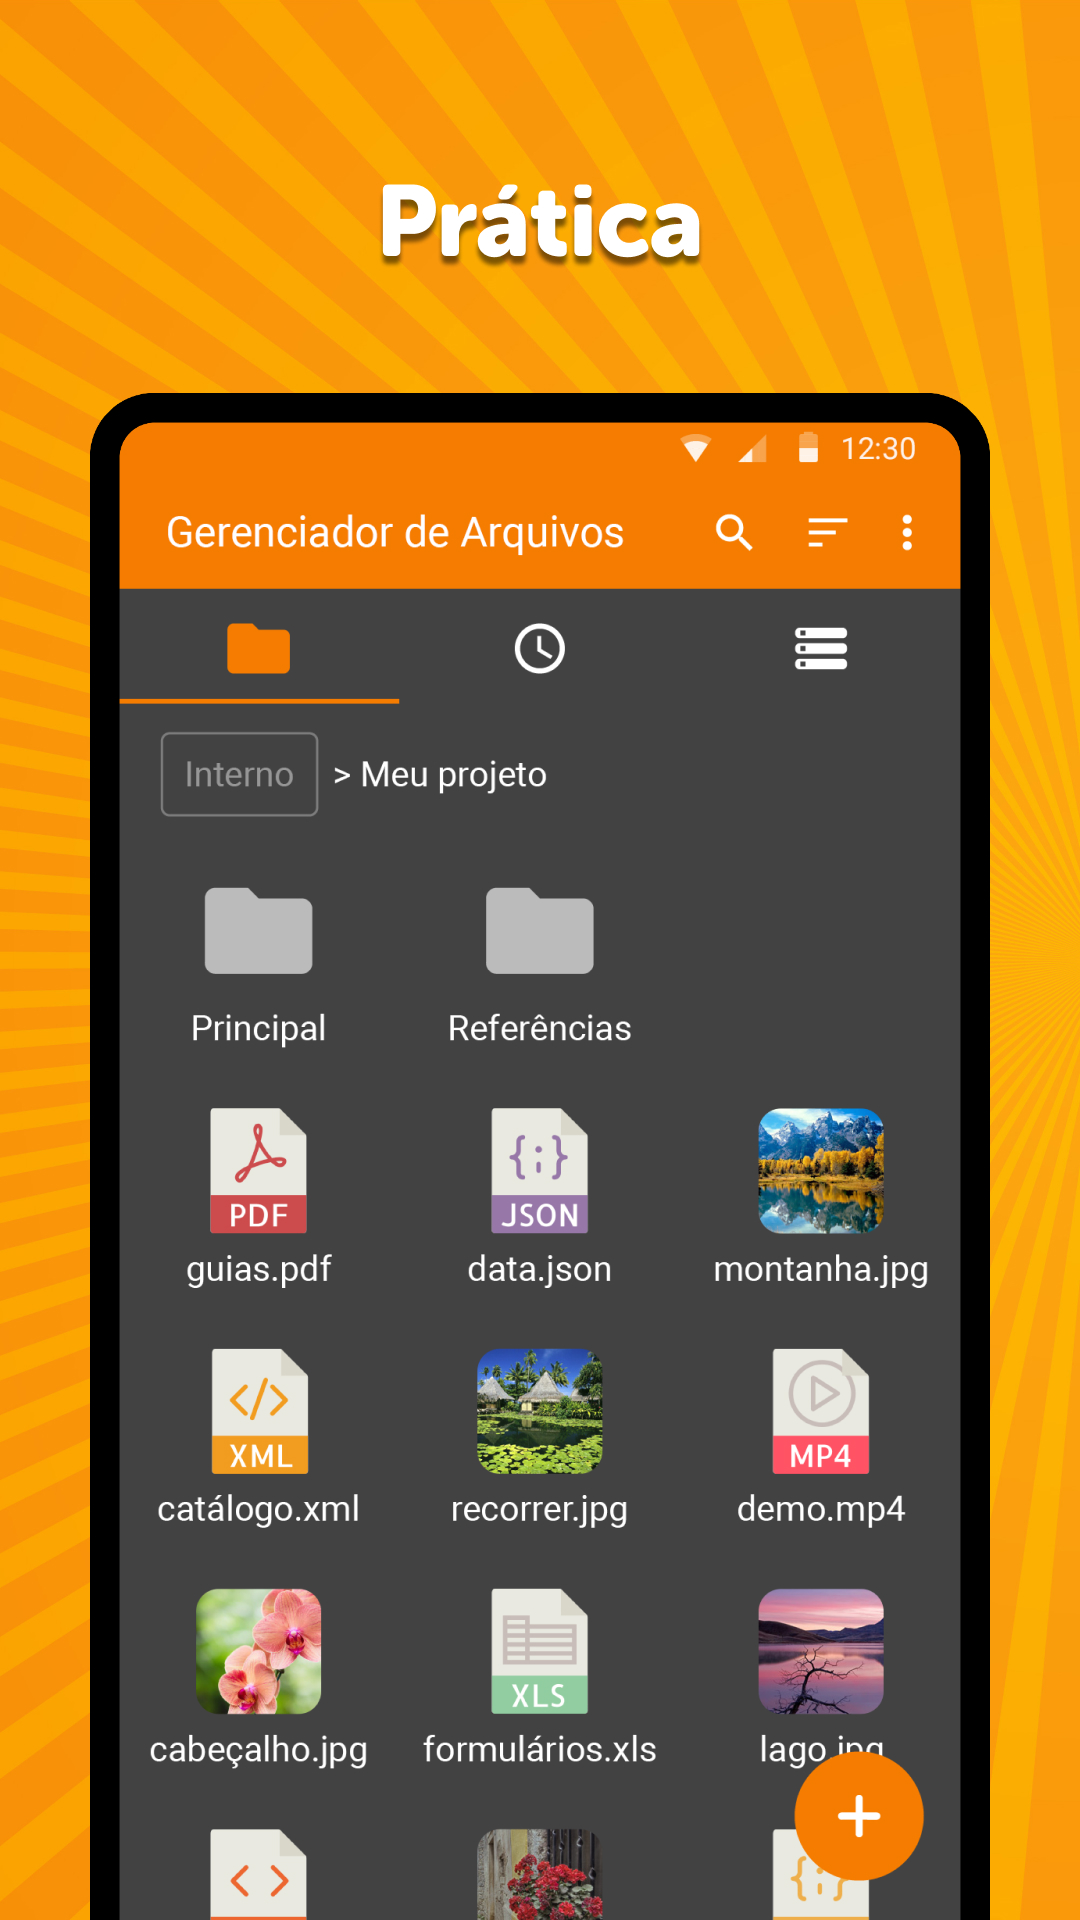 Prática
12:30
Gerenciador de Arquivos
Interno > Meu projeto
Principal Referências
PDF JSON
guias.pdf data.json montanha.jpg
XML MP4
catálogo.xml recorrer.jpg demo.mp4
XLS
cabeçalho.jpg formulários.xls lago.jpg